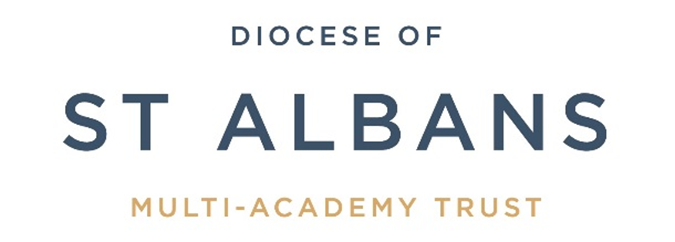 DIOCESE OF
ST ALBANS
MULTI-ACADEMY TRUST